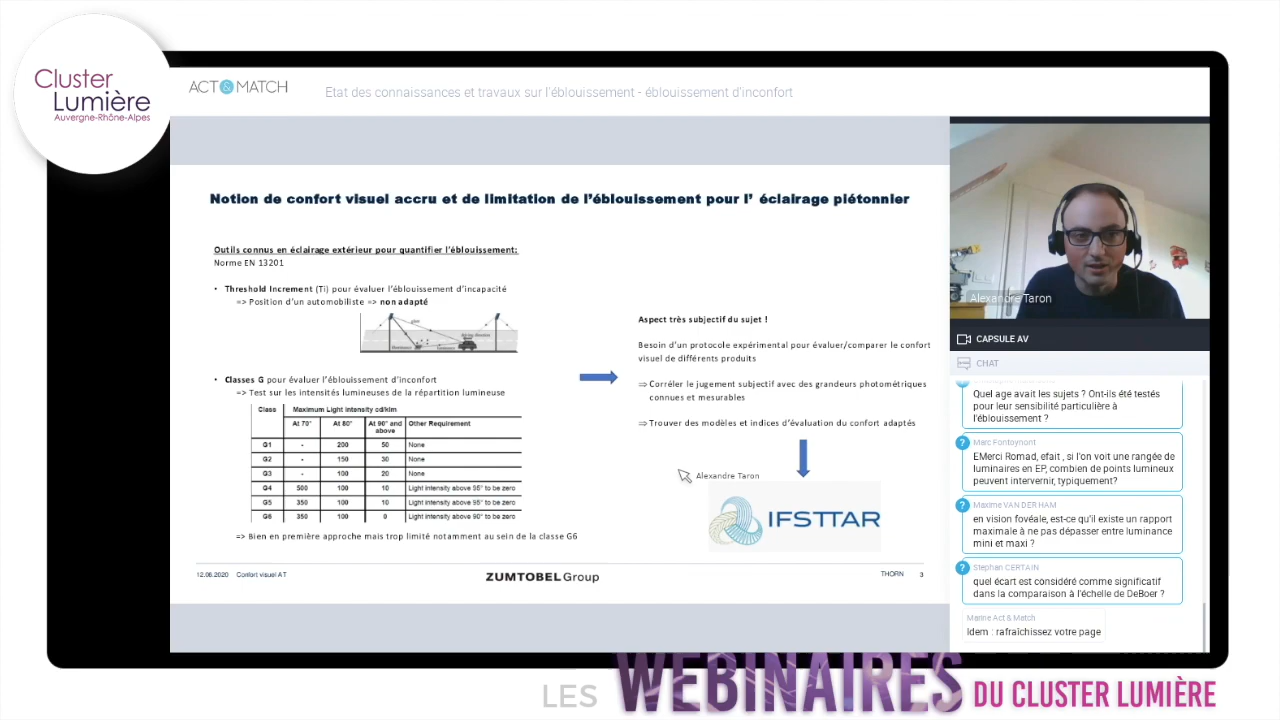 Cluster
Lumière
Auvergne-Rhône-Alpes
ACT&MATCH
Etat des connaissances et travaux sur l'éblouissement - éblouissement d'inconfort
Notion de confort visuel accru et de limitation de l'éblouissement pour l' éclairage piétonnier
Outils connus en éclairage extérieur pour quantifier l'éblouissement:
Norme EN 13201
• Threshold Increment (Ti) pour évaluer l'éblouissement d'incapacité
=> Position d'un automobiliste => non adapté
• Classes G pour évaluer l'éblouissement d'inconfort
=> Test sur les intensités lumineuses de la répartition lumineuse
Class Maximum Light Intensity cd/klm
At 70° At 80° At 90° and above Other Requirement
G1 - 200 50 None
G2 - 150 30 None
G3 - 100 20 None
G4 500 100 10 Light intensity above 95° to be zero
G5 350 100 10 Light intensity above 95° to be zero
G6 350 100 0 Light intensity above 90° to be zero
=> Bien en première approche mais trop limité notamment au sein de la classe G6
Aspect très subjectif du sujet !
Besoin d'un protocole expérimental pour évaluer/comparer le confort
visuel de différents produits
⇒ Corréler le jugement subjectif avec des grandeurs photométriques
connues et mesurables
⇒ Trouver des modèles et indices d'évaluation du confort adaptés
Alexandre Taron
IFSTTAR
12.06.2020 Confort visuel AT
ZUMTOBEL Group
THORN 3
Alexandre Taron
CAPSULE AV
CHAT
Quel age avait les sujets ? Ont-ils été testés
pour leur sensibilité particulière à
l'éblouissement ?
? Marc Fontoynont
EMerci Romad, efait , si l'on voit une rangée de
luminaires en EP, combien de points lumineux
peuvent intervenir, typiquement?
? Maxime VAN DER HAM
en vision fovéale, est-ce qu'il existe un rapport
maximale à ne pas dépasser entre luminance
mini et maxi ?
? Stephan CERTAIN
quel écart est considéré comme significatif
dans la comparaison à l'échelle de DeBoer ?
Marine Act & Match
Idem : rafraîchissez votre page
LES WEBINAIRES DU CLUSTER LUMIÈRE